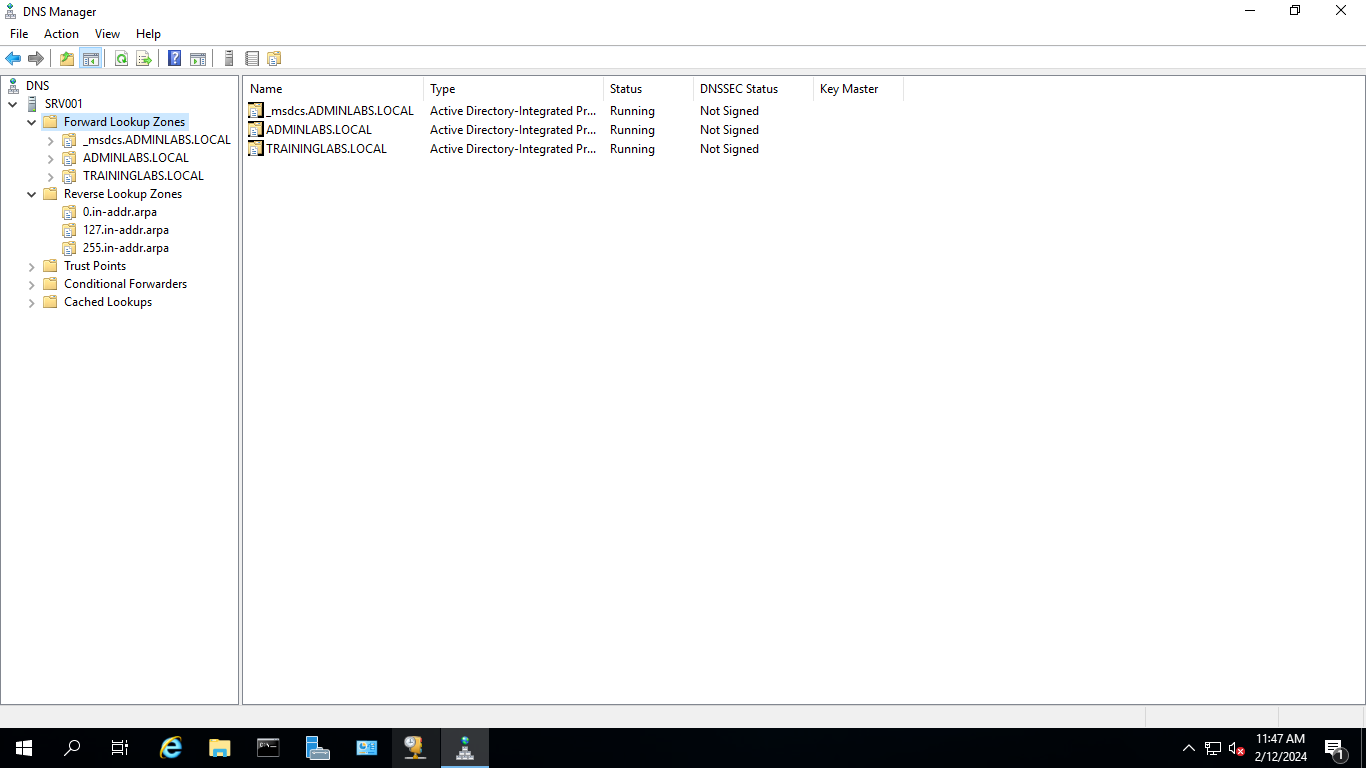 DNS Manager
File Action View Help
DNS
SRV001
Forward Lookup Zones
_msdcs.ADMINLABS.LOCAL
ADMINLABS.LOCAL
TRAININGLABS.LOCAL
Reverse Lookup Zones
0.in-addr.arpa
127.in-addr.arpa
255.in-addr.arpa
Trust Points
Conditional Forwarders
Cached Lookups
Name Type Status DNSSEC Status Key Master
_msdcs.ADMINLABS.LOCAL Active Directory-Integrated Pr... Running Not Signed
ADMINLABS.LOCAL Active Directory-Integrated Pr... Running Not Signed
TRAININGLABS.LOCAL Active Directory-Integrated Pr... Running Not Signed
11:47 AM
2/12/2024
1